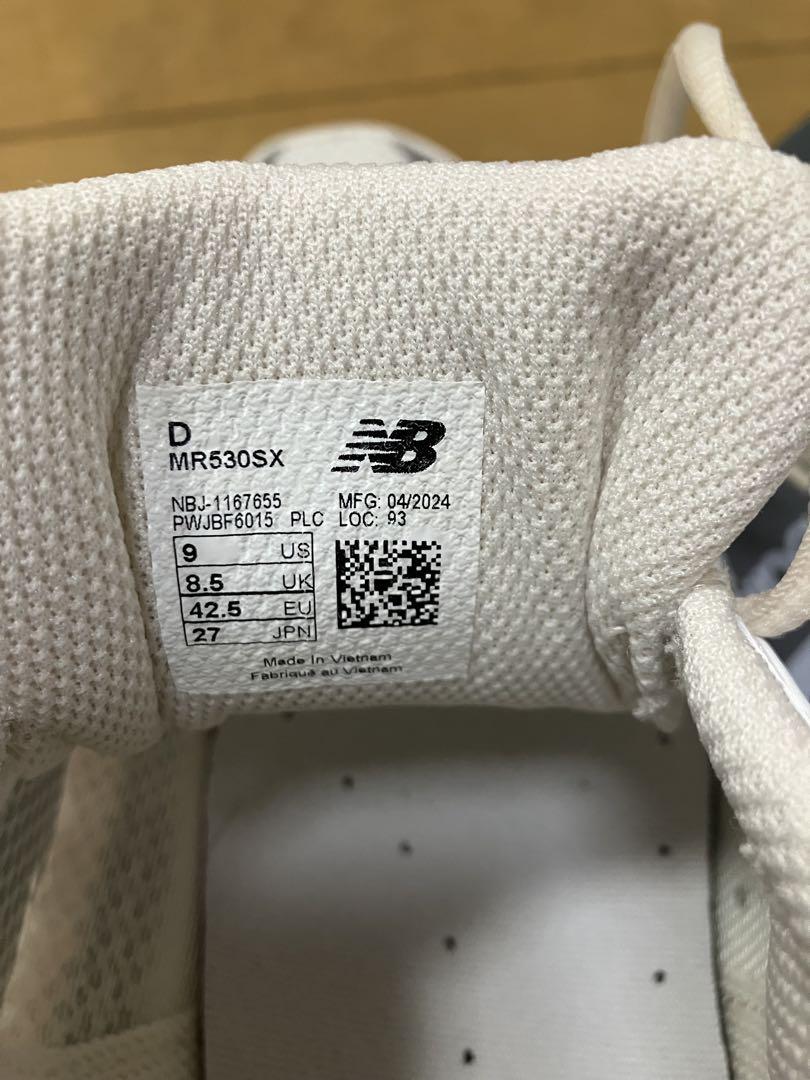 D
MR530SX
NB
NBJ-1167655
PWJBF6015 PLC
MFG: 04/2024
LOC: 93
9 US
8.5 UK
42.5 EU
27 JPN
Made In Vietnam
Fabriqué au Vietnam